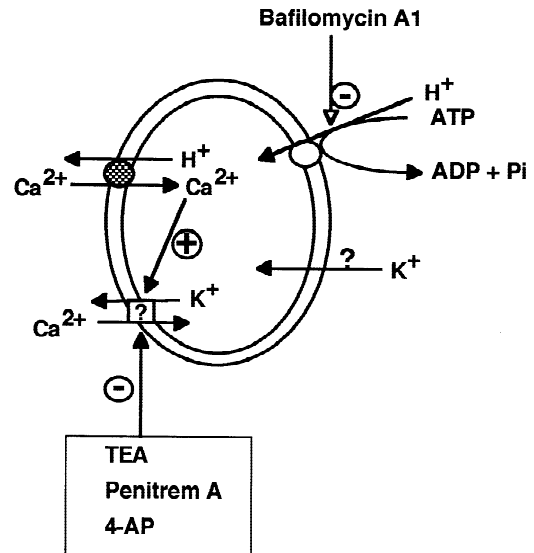 Bafilomycin A1
-
H+
ATP
ADP + Pi
H+
Ca2+
Ca2+
+
? K+
K+
?
Ca2+
-
TEA
Penitrem A
4-AP